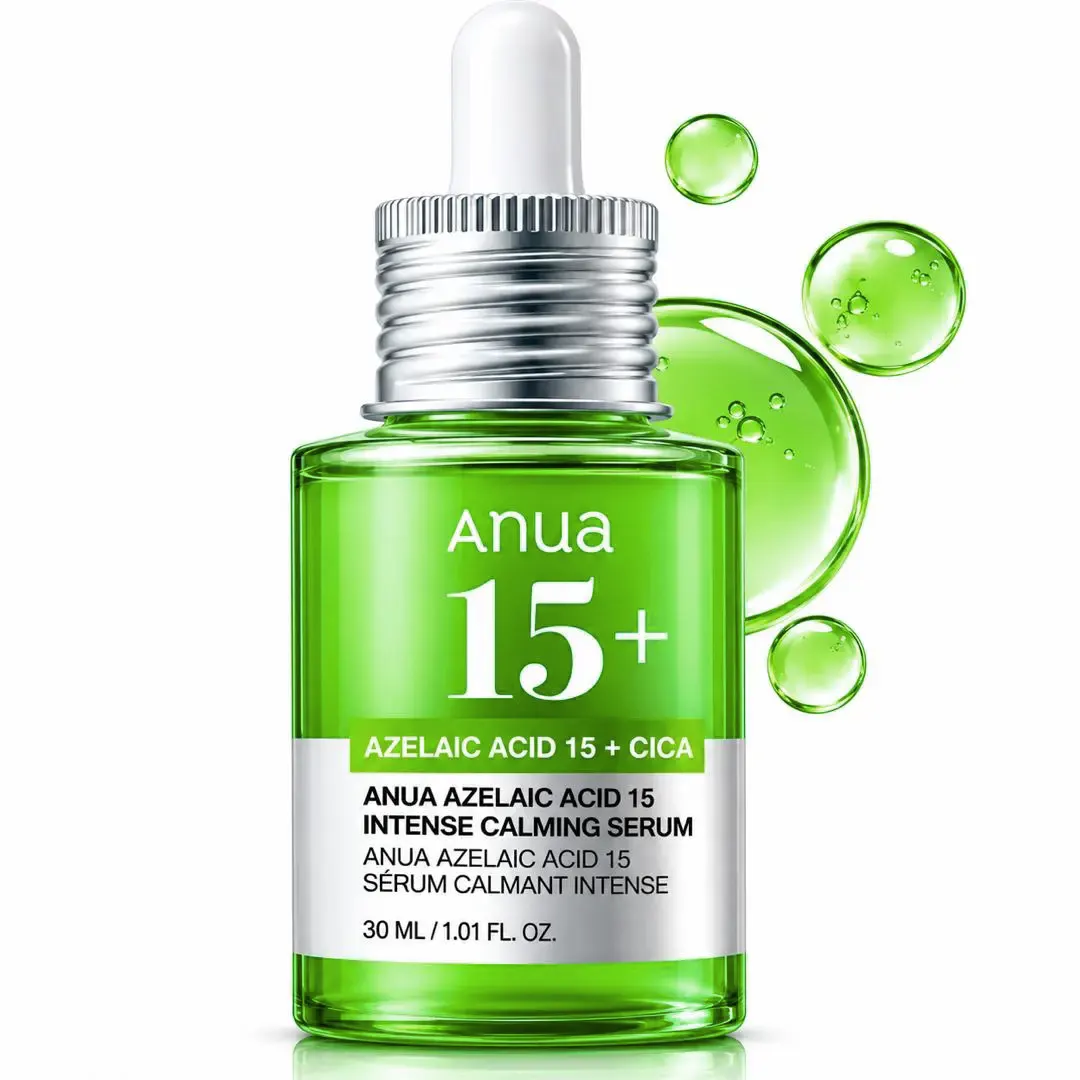 Anua
15+
AZELAIC ACID 15 + CICA
ANUA AZELAIC ACID 15
INTENSE CALMING SERUM
ANUA AZELAIC ACID 15
SÉRUM CALMANT INTENSE
30 ML / 1.01 FL. OZ.